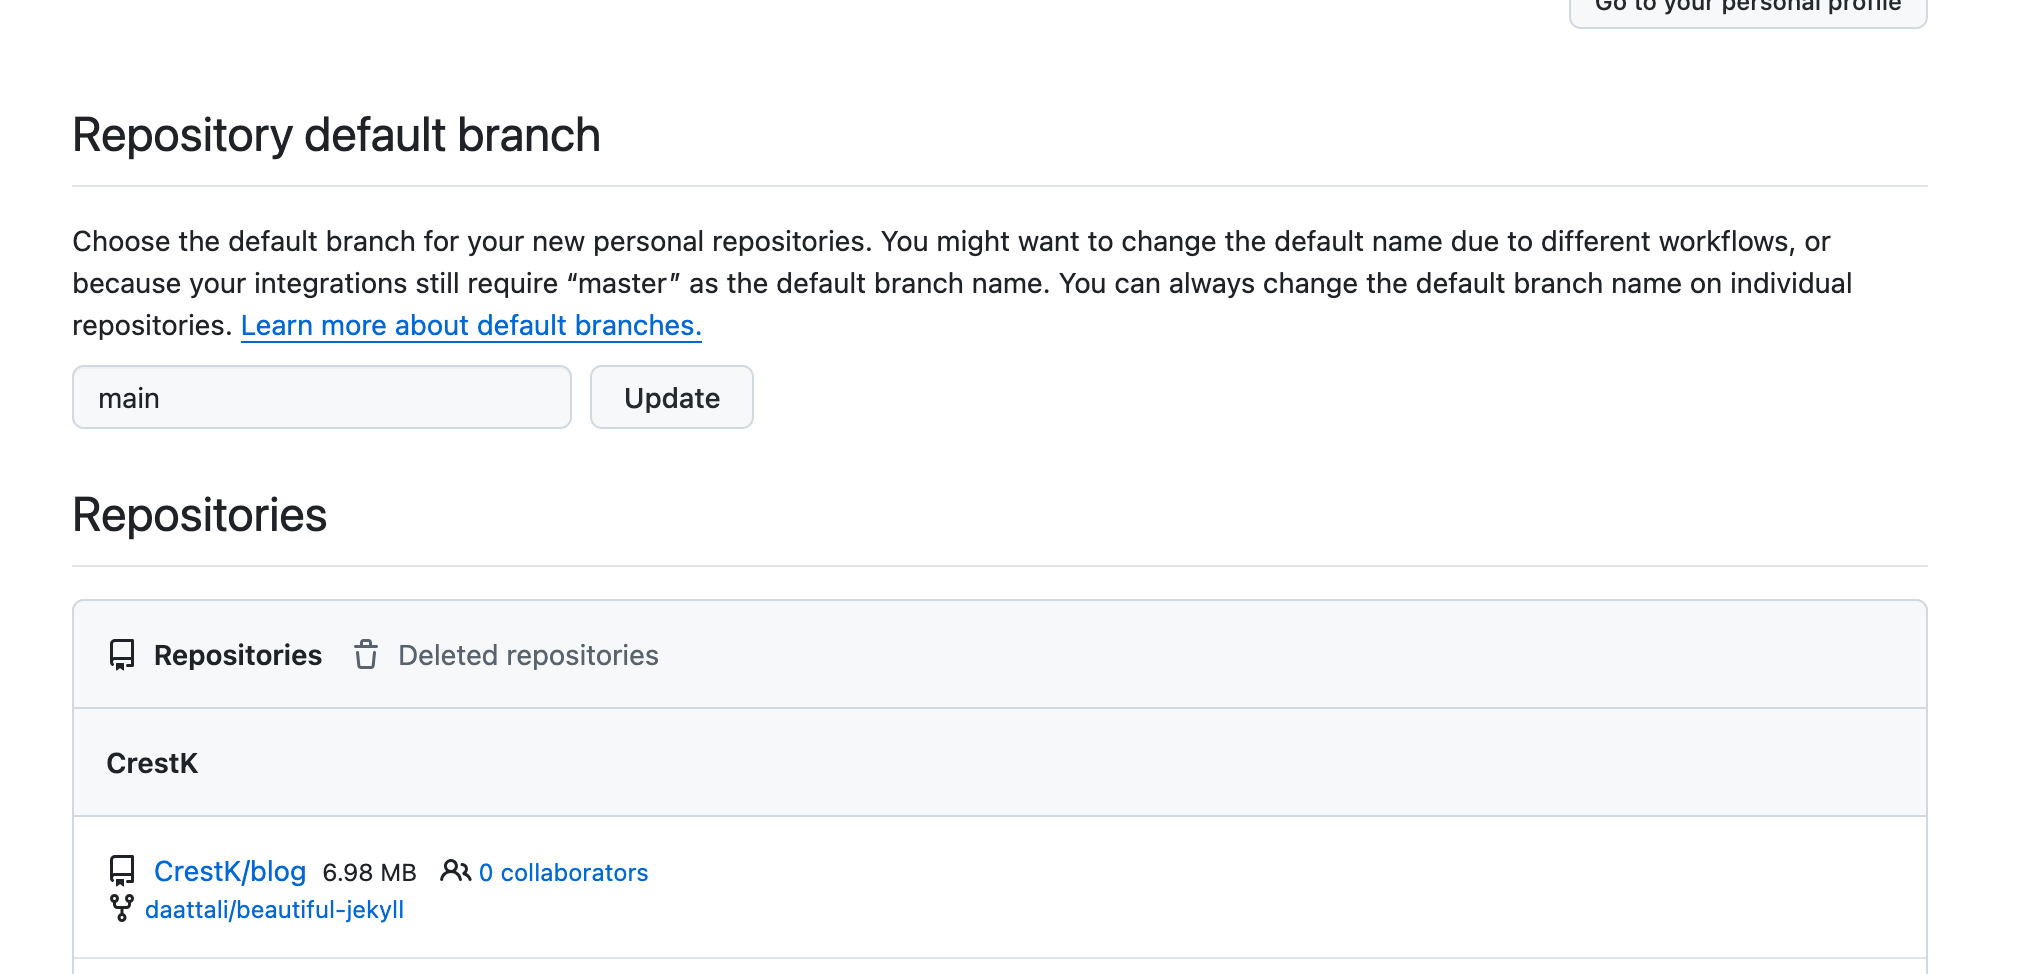 Go to your personal profile
Repository default branch
Choose the default branch for your new personal repositories. You might want to change the default name due to different workflows, or
because your integrations still require “master” as the default branch name. You can always change the default branch name on individual
repositories. Learn more about default branches.
main Update
Repositories
Repositories Deleted repositories
CrestK
CrestK/blog 6.98 MB 0 collaborators
daattali/beautiful-jekyll